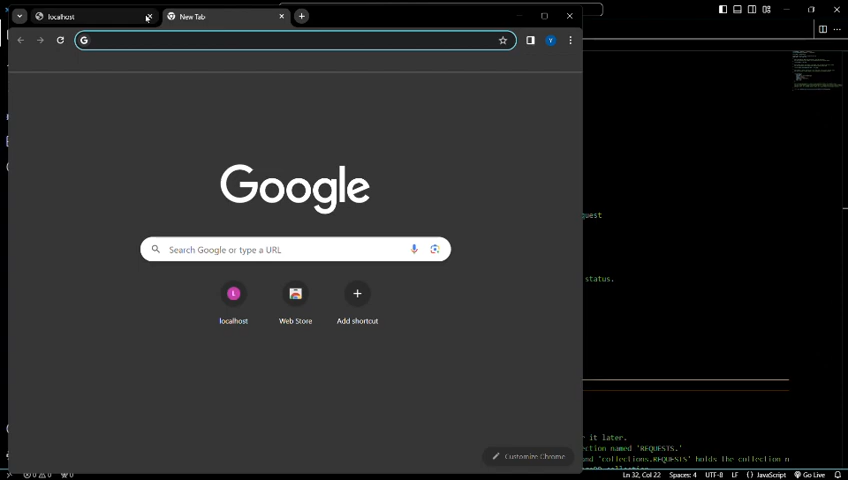 localhost
New Tab
Google
Search Google or type a URL
L
localhost
Web Store
Add shortcut
Customize Chrome
Y
quest
status.
r it later.
ection named 'REQUESTS.'
nd 'collections.REQUESTS' holds the collection n
Ln 32, Col 22
Spaces: 4
UTF-8
LF
JavaScript
Go Live